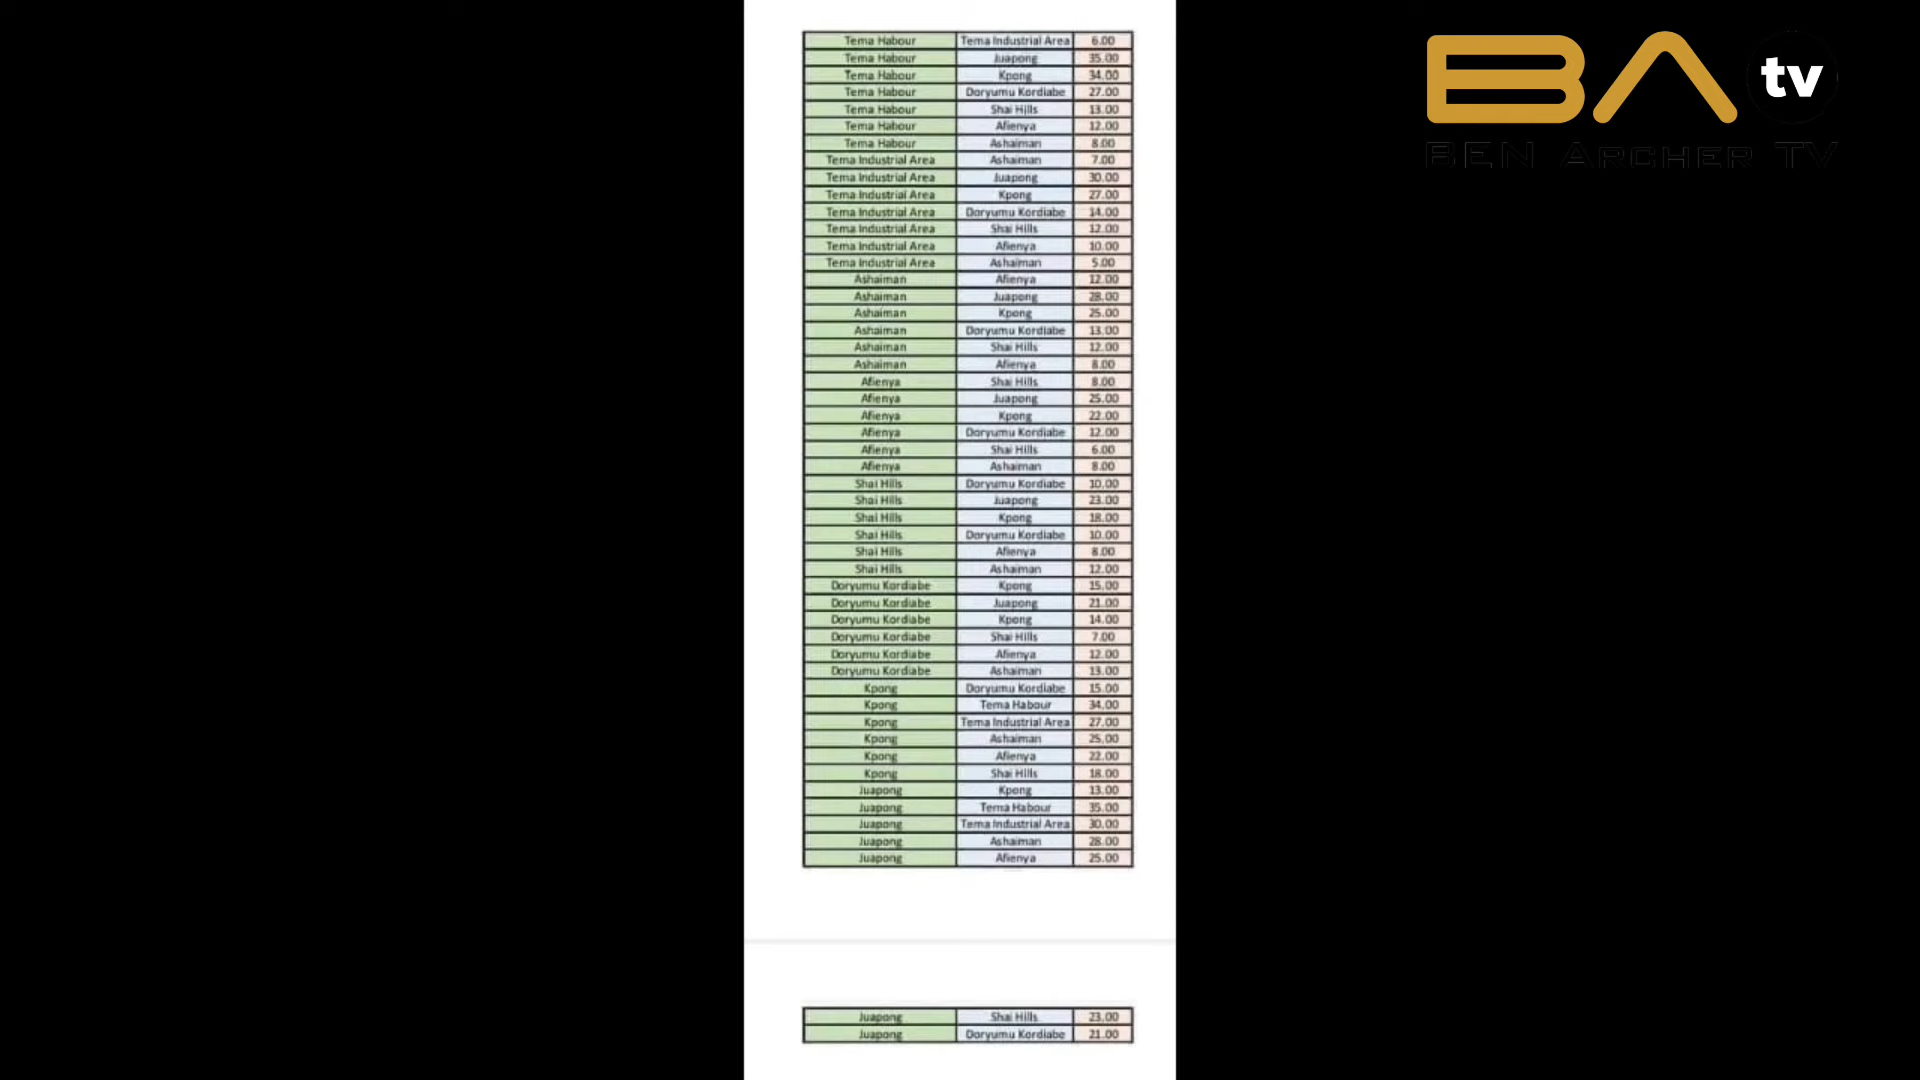 Tema Habour Tema Industrial Area 6.00
Tema Habour Juapong 35.00
Tema Habour Kpong 34.00
Tema Habour Doryumu Kordiabe 27.00
Tema Habour Shai Hills 13.00
Tema Habour Afienya 12.00
Tema Habour Ashaiman 8.00
Tema Industrial Area Ashaiman 7.00
Tema Industrial Area Juapong 30.00
Tema Industrial Area Kpong 27.00
Tema Industrial Area Doryumu Kordiabe 14.00
Tema Industrial Area Shai Hills 12.00
Tema Industrial Area Afienya 10.00
Tema Industrial Area Ashaiman 5.00
Ashaiman Afienya 12.00
Ashaiman Juapong 28.00
Ashaiman Kpong 25.00
Ashaiman Doryumu Kordiabe 13.00
Ashaiman Shai Hills 12.00
Ashaiman Afienya 8.00
Afienya Shai Hills 8.00
Afienya Juapong 25.00
Afienya Kpong 22.00
Afienya Doryumu Kordiabe 12.00
Afienya Shai Hills 6.00
Afienya Ashaiman 8.00
Shai Hills Doryumu Kordiabe 10.00
Shai Hills Juapong 23.00
Shai Hills Kpong 18.00
Shai Hills Doryumu Kordiabe 10.00
Shai Hills Afienya 8.00
Shai Hills Ashaiman 12.00
Doryumu Kordiabe Kpong 15.00
Doryumu Kordiabe Juapong 21.00
Doryumu Kordiabe Kpong 14.00
Doryumu Kordiabe Shai Hills 7.00
Doryumu Kordiabe Afienya 12.00
Doryumu Kordiabe Ashaiman 13.00
Kpong Doryumu Kordiabe 15.00
Kpong Tema Habour 34.00
Kpong Tema Industrial Area 27.00
Kpong Ashaiman 25.00
Kpong Afienya 22.00
Kpong Shai Hills 18.00
Juapong Kpong 13.00
Juapong Tema Habour 35.00
Juapong Tema Industrial Area 30.00
Juapong Ashaiman 28.00
Juapong Afienya 25.00
Juapong Shai Hills 23.00
Juapong Doryumu Kordiabe 21.00
BA tv
BEN ARCHER TV